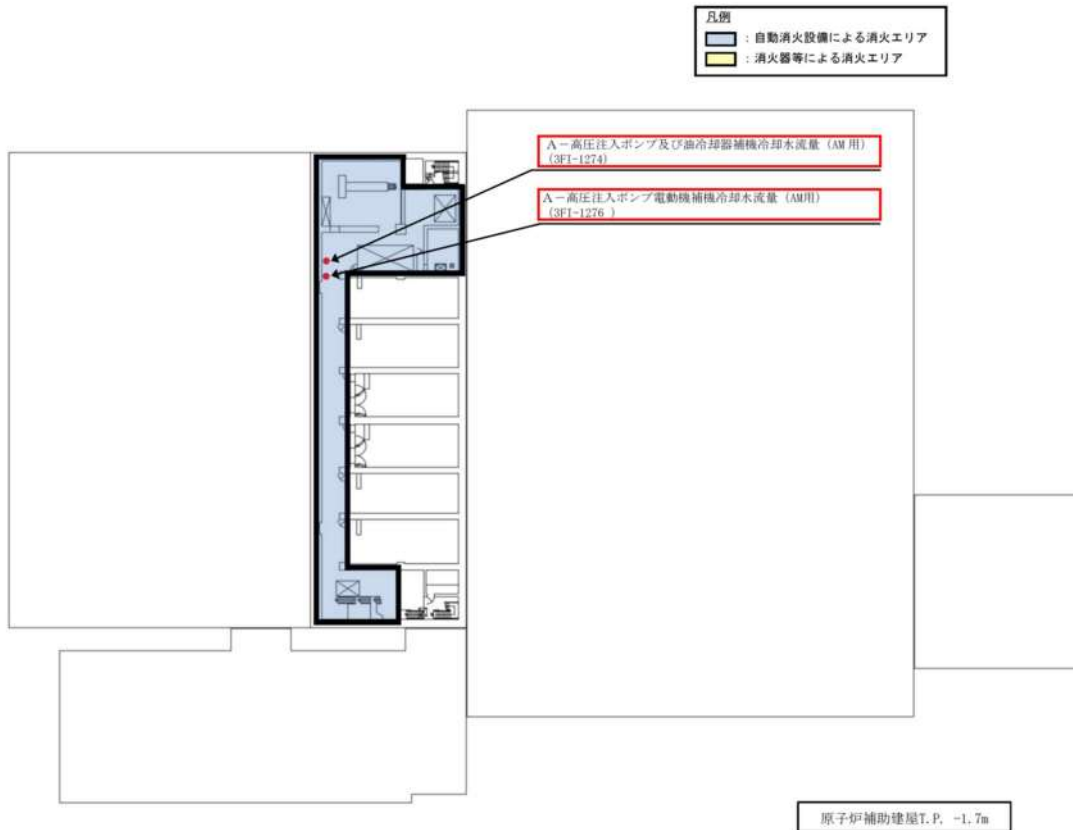 凡例
：自動消火設備による消火エリア
：消火器等による消火エリア
A－高圧注入ポンプ及び油冷却器補機冷却水流量（AM用）
（3FI-1274）
A－高圧注入ポンプ電動機補機冷却水流量（AM用）
（3FI-1276 ）
原子炉補助建屋T.P. -1.7m